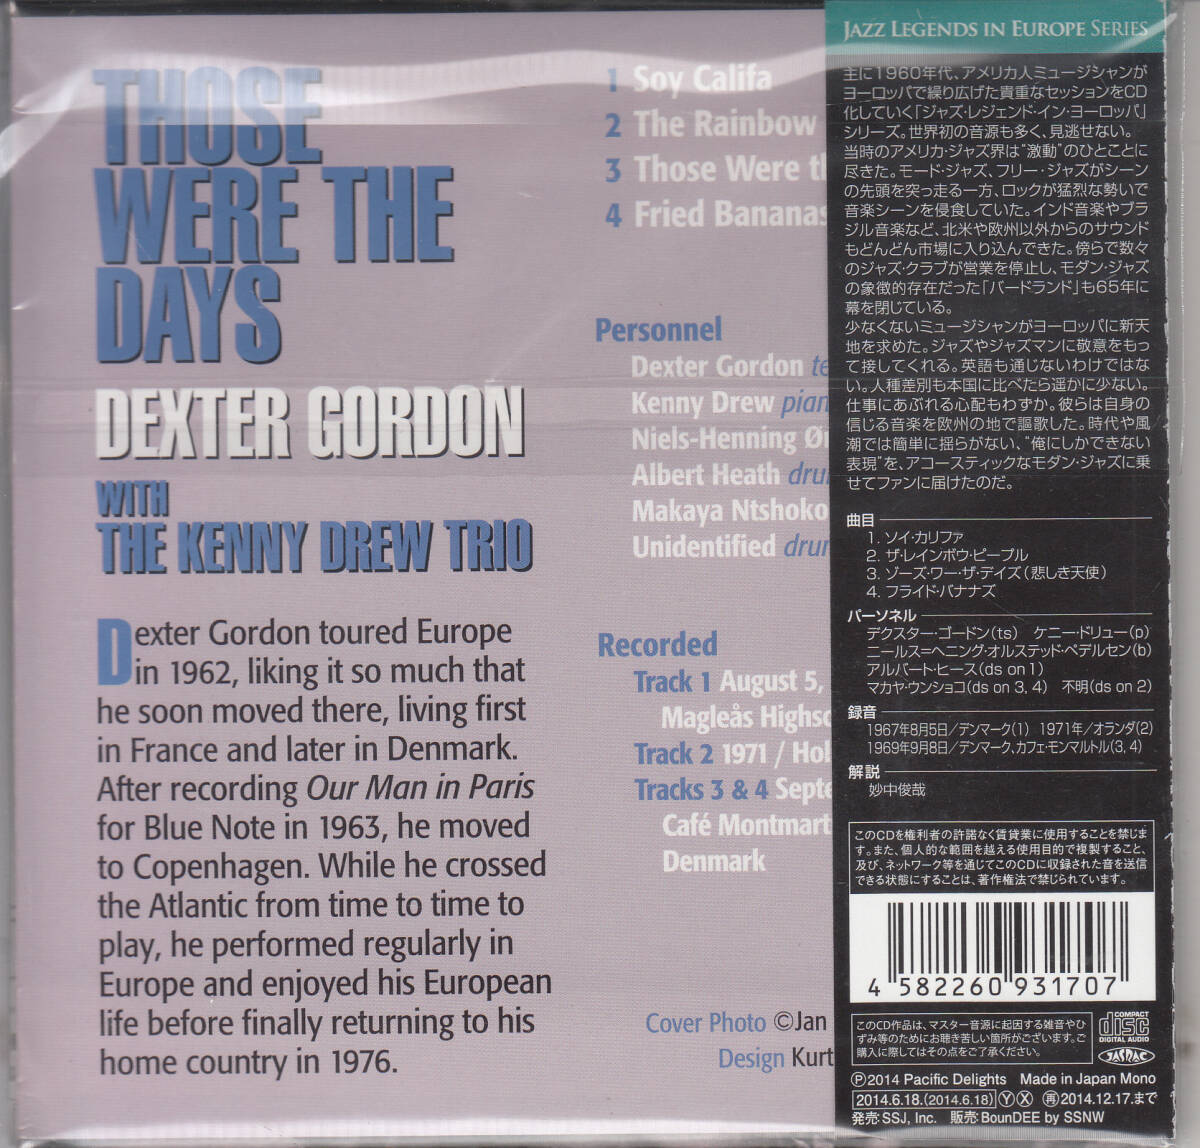 THOSE
WERE THE
DAYS
DEXTER GORDON
WITH
THE KENNY DREW TRIO
Dexter Gordon toured Europe
in 1962, liking it so much that
he soon moved there, living first
in France and later in Denmark.
After recording Our Man in Paris
for Blue Note in 1963, he moved
to Copenhagen. While he crossed
the Atlantic from time to time to
play, he performed regularly in
Europe and enjoyed his European
life before finally returning to his
home country in 1976.
1 Soy Califa
2 The Rainbow
3 Those Were th
4 Fried Bananas
Personnel
Dexter Gordon te
Kenny Drew pian
Niels-Henning Ør
Albert Heath dru
Makaya Ntshoko
Unidentified drur
Recorded
Track 1 August 5,
Magleås Highsc
Track 2 1971 / Hol
Tracks 3 & 4 Septe
Café Montmart
Denmark
Cover Photo ©Jan
Design Kurt
JAZZ LEGENDS IN EUROPE SERIES
主に1960年代、アメリカ人ミュージシャンが
ヨーロッパで繰り広げた貴重なセッションをCD
化していく「ジャズ・レジェンド・イン・ヨーロッパ」
シリーズ。世界初の音源も多く、見逃せない。
当時のアメリカ・ジャズ界は“激動”のひとことに
尽きた。モード・ジャズ、フリー・ジャズがシーン
の先頭を突っ走る一方、ロックが猛烈な勢いで
音楽シーンを侵食していた。インド音楽やブラ
ジル音楽など、北米や欧州以外からのサウンド
もどんどん市場に入り込んできた。傍らで数々
のジャズ・クラブが営業を停止し、モダン・ジャズ
の象徴的存在だった「バードランド」も65年に
幕を閉じている。
少なくないミュージシャンがヨーロッパに新天
地を求めた。ジャズやジャズマンに敬意をもっ
て接してくれる。英語も通じないわけではな
い。人種差別も本国に比べたら遥かに少ない。
仕事にあぶれる心配もわずか。彼らは自身の
信じる音楽を欧州の地で謳歌した。時代や風
潮では簡単に揺らがない、“俺にしかできない
表現”を、アコースティックなモダン・ジャズに乗
せてファンに届けたのだ。
曲目
1. ソイ・カリファ
2. ザ・レインボウ・ピープル
3. ゾーズ・ワー・ザ・デイズ(悲しき天使)
4. フライド・バナナズ
パーソネル
デクスター・ゴードン(ts) ケニー・ドリュー(p)
ニールス=ヘニング・オルステッド・ペデルセン(b)
アルバート・ヒース(ds on 1)
マカヤ・ウンショコ(ds on 3, 4) 不明(ds on 2)
録音
1967年8月5日/デンマーク(1) 1971年/オランダ(2)
1969年9月8日/デンマーク、カフェ・モンマルトル(3, 4)
解説
妙中俊哉
このCDを権利者の許諾なく賃貸業に使用することを禁じま
す。また、個人的な範囲を越える使用目的で複製すること、
及び、ネットワーク等を通じてこのCDに収録された音を送信
できる状態にすることは、著作権法で禁じられています。
4 582260 931707
このCD作品は、マスター音源に起因する雑音やひ
ずみ等のためにお聴き苦しい箇所がございます。ご
購入に際してはその点をご了承ください。
COMPACT
disc
DIGITAL AUDIO
JASRAC
Ⓟ2014 Pacific Delights Made in Japan Mono
2014.6.18.(2014.6.18) Ⓨ Ⓧ 再 2014.12.17.まで
発売:SSJ, Inc. 販売:BounDEE by SSNW